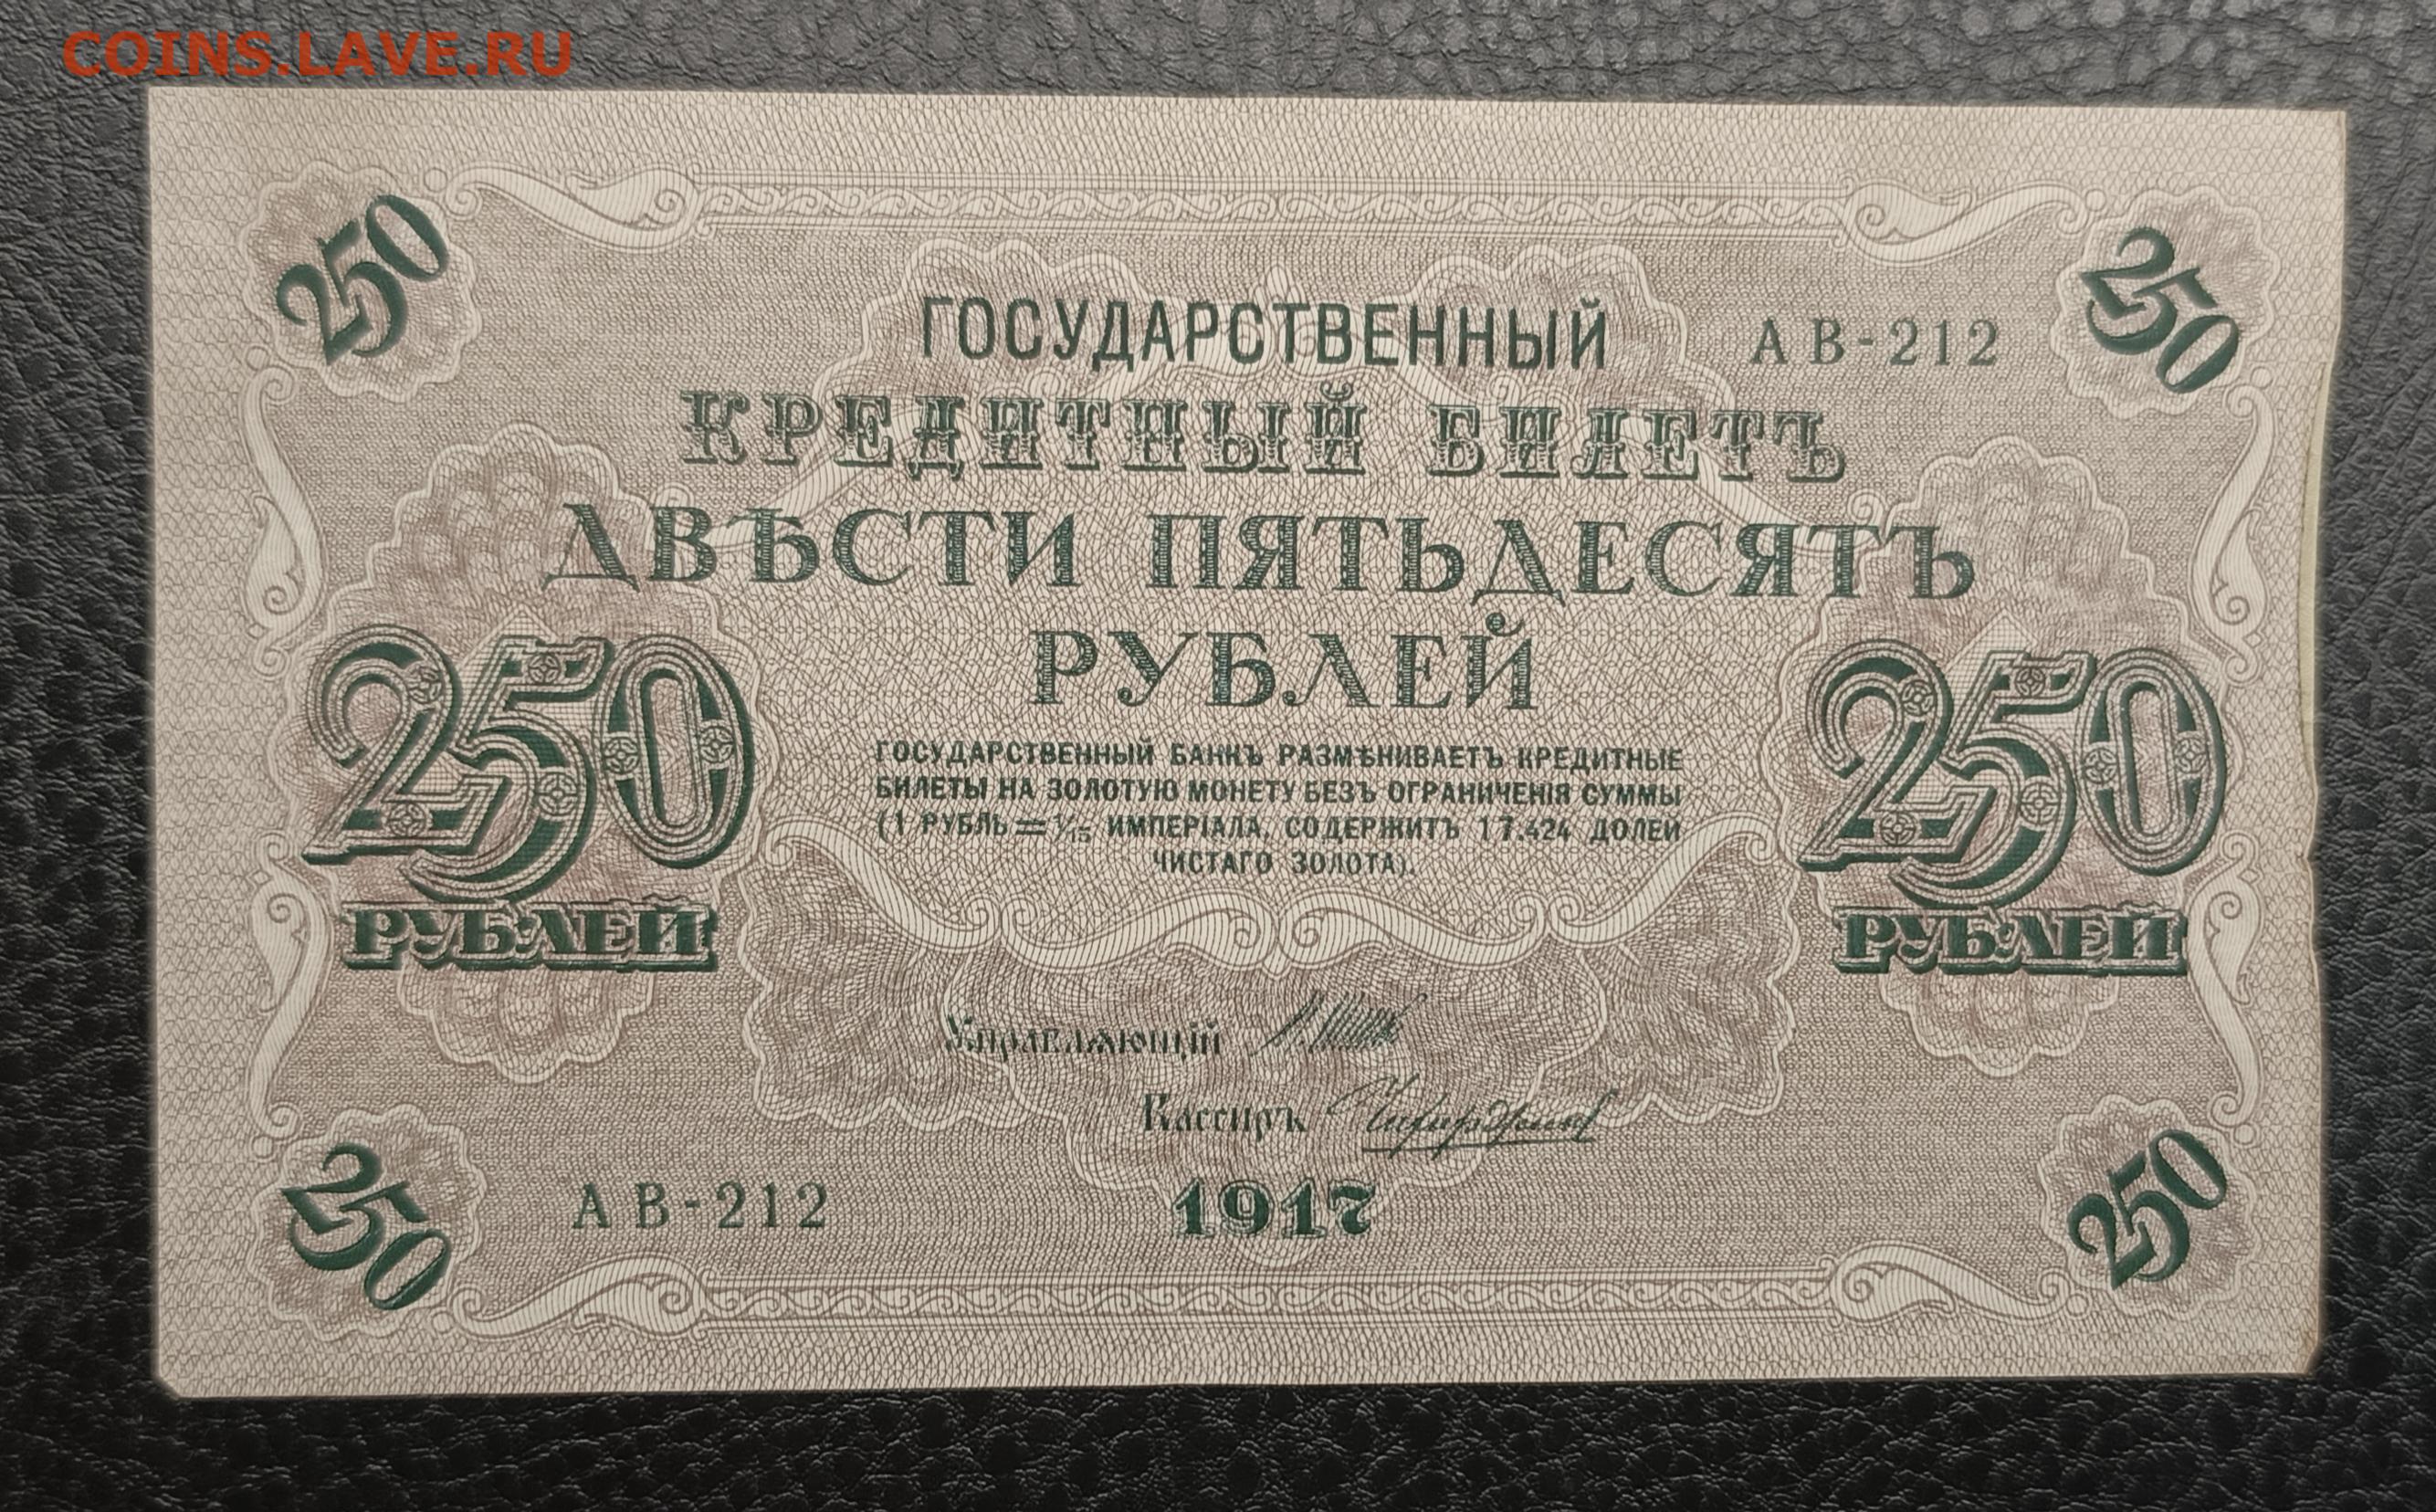 COINS.LAVE.RU
250
250
ГОСУДАРСТВЕННЫЙ
АВ-212
КРЕДИТНЫЙ БИЛЕТЪ
ДВѢСТИ ПЯТЬДЕСЯТЪ
РУБЛЕЙ
250
РУБЛЕЙ
ГОСУДАРСТВЕННЫЙ БАНКЪ РАЗМѢНИВАЕТЪ КРЕДИТНЫЕ
БИЛЕТЫ НА ЗОЛОТУЮ МОНЕТУ БЕЗЪ ОГРАНИЧЕНІЯ СУММЫ
(1 РУБЛЬ = 1/15 ИМПЕРІАЛА, СОДЕРЖИТЪ 17.424 ДОЛЕЙ
ЧИСТАГО ЗОЛОТА).
250
РУБЛЕЙ
Управляющій
Кассиръ
250
АВ-212
1917
250